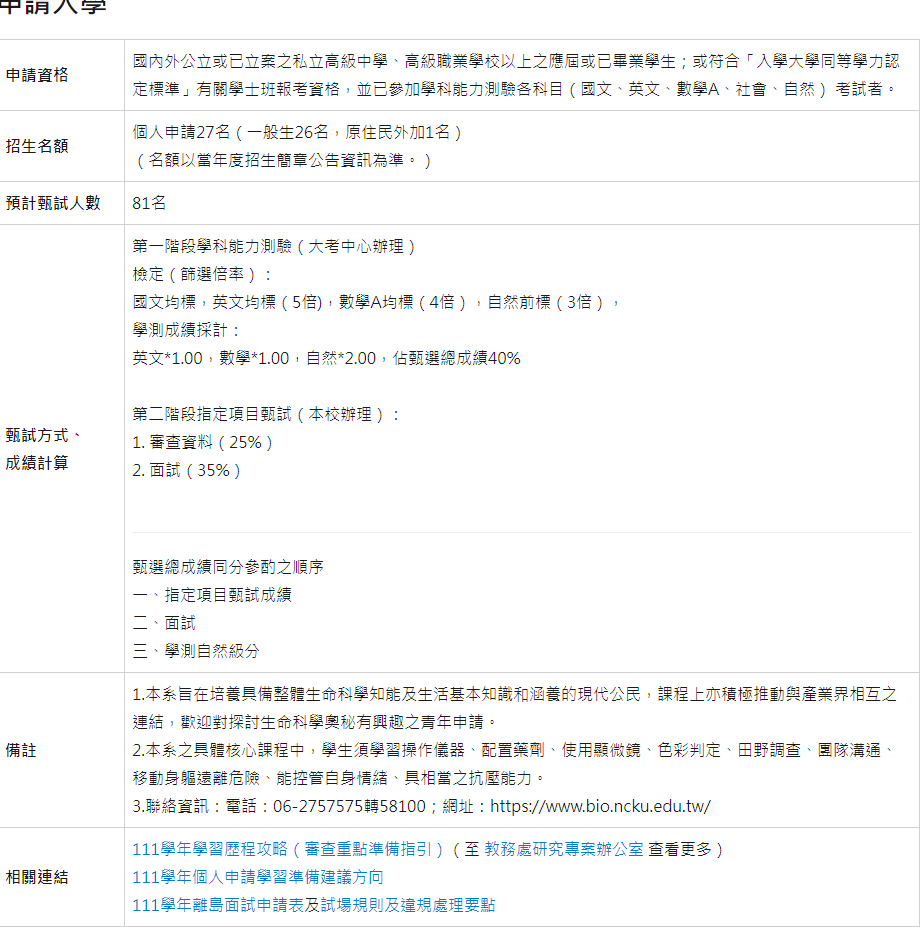 申請入學
申請資格
國內外公立或已立案之私立高級中學、高級職業學校以上之應屆或已畢業學生；或符合「入學大學同等學力認
定標準」有關學士班報考資格，並已參加學科能力測驗各科目（國文、英文、數學A、社會、自然） 考試者。
招生名額
個人申請27名（一般生26名，原住民外加1名）
（名額以當年度招生簡章公告資訊為準。）
預計甄試人數
81名
甄試方式、
成績計算
第一階段學科能力測驗（大考中心辦理）
檢定（篩選倍率）：
國文均標，英文均標（5倍)，數學A均標（4倍），自然前標（3倍），
學測成績採計：
英文*1.00，數學*1.00，自然*2.00，佔甄選總成績40%
第二階段指定項目甄試（本校辦理）：
1. 審查資料（25%）
2. 面試（35%）
甄選總成績同分參酌之順序
一、指定項目甄試成績
二、面試
三、學測自然級分
備註
1.本系旨在培養具備整體生命科學知能及生活基本知識和涵養的現代公民，課程上亦積極推動與產業界相互之
連結，歡迎對探討生命科學奧秘有興趣之青年申請。
2.本系之具體核心課程中，學生須學習操作儀器、配置藥劑、使用顯微鏡、色彩判定、田野調查、團隊溝通、
移動身軀遠離危險、能控管自身情緒、具相當之抗壓能力。
3.聯絡資訊：電話：06-2757575轉58100；網址：https://www.bio.ncku.edu.tw/
相關連結
111學年學習歷程攻略（審查重點準備指引）（至 教務處研究專案辦公室 查看更多）
111學年個人申請學習準備建議方向
111學年離島面試申請表及試場規則及違規處理要點